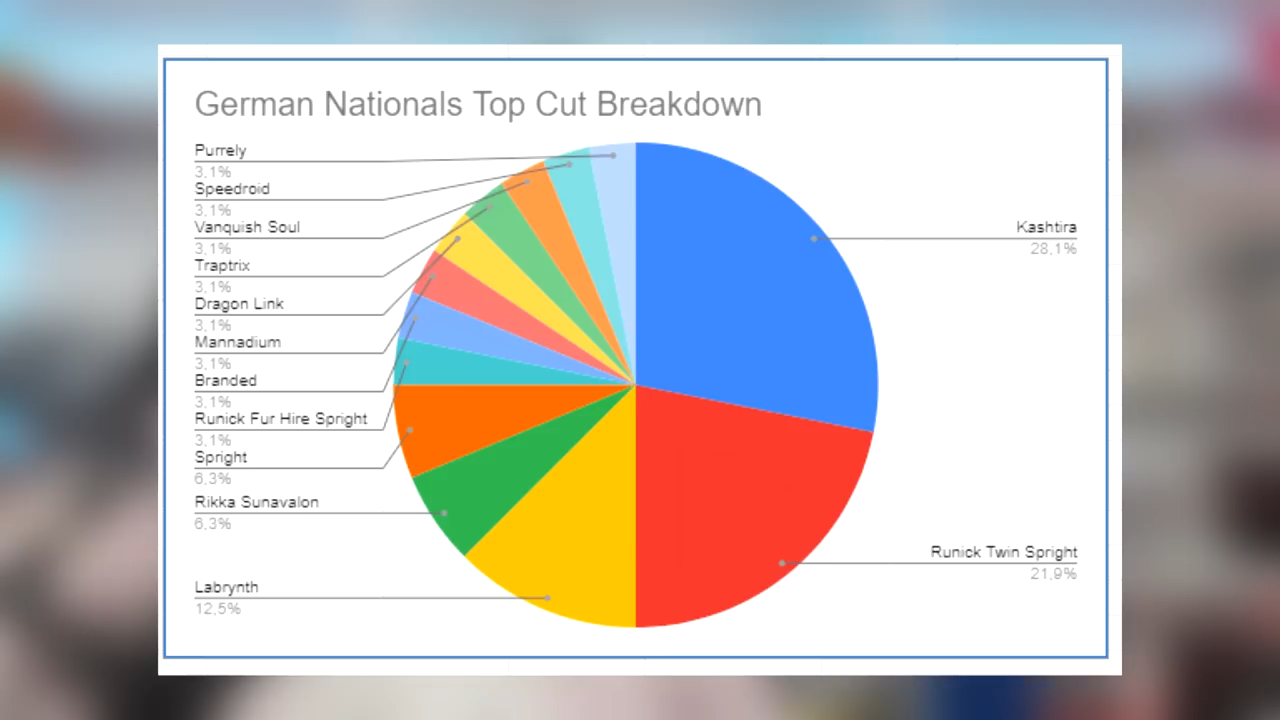 German Nationals Top Cut Breakdown
Purrely
3,1%
Speedroid
3,1%
Vanquish Soul
3,1%
Traptrix
3,1%
Dragon Link
3,1%
Mannadium
3,1%
Branded
3,1%
Runick Fur Hire Spright
3,1%
Spright
6,3%
Rikka Sunavalon
6,3%
Labrynth
12,5%
Kashtira
28,1%
Runick Twin Spright
21,9%